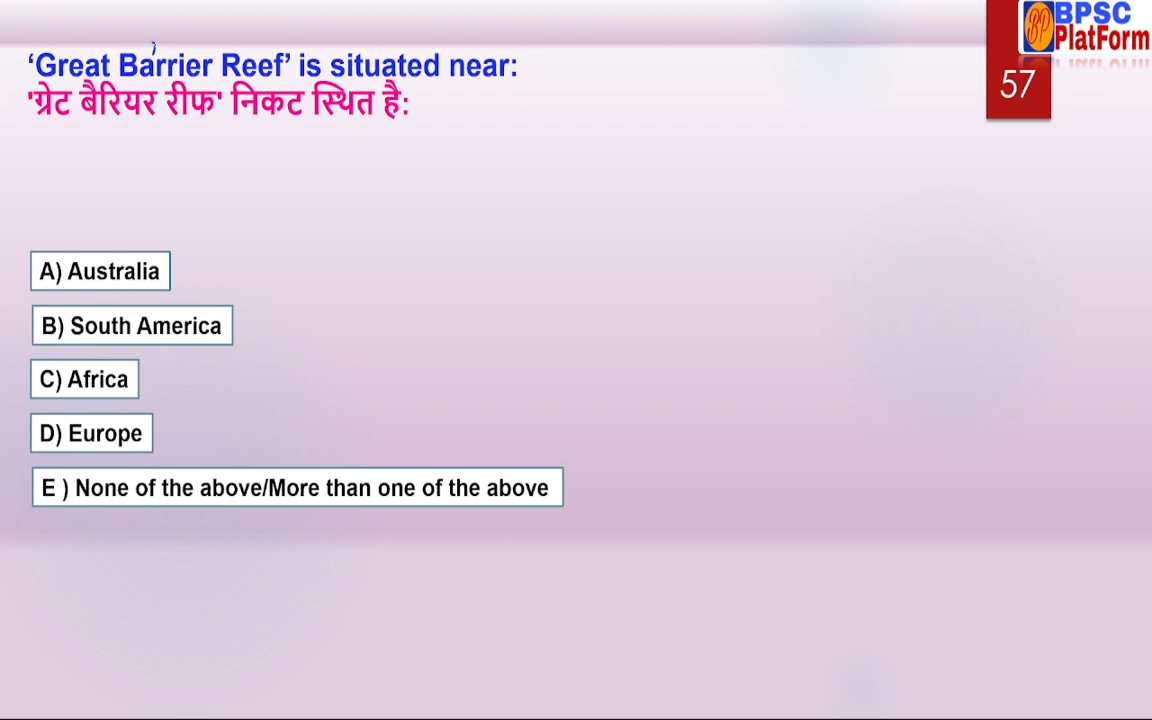 BPSC
PlatForm
57
‘Great Barrier Reef’ is situated near:
'ग्रेट बैरियर रीफ' निकट स्थित है:
A) Australia
B) South America
C) Africa
D) Europe
E ) None of the above/More than one of the above